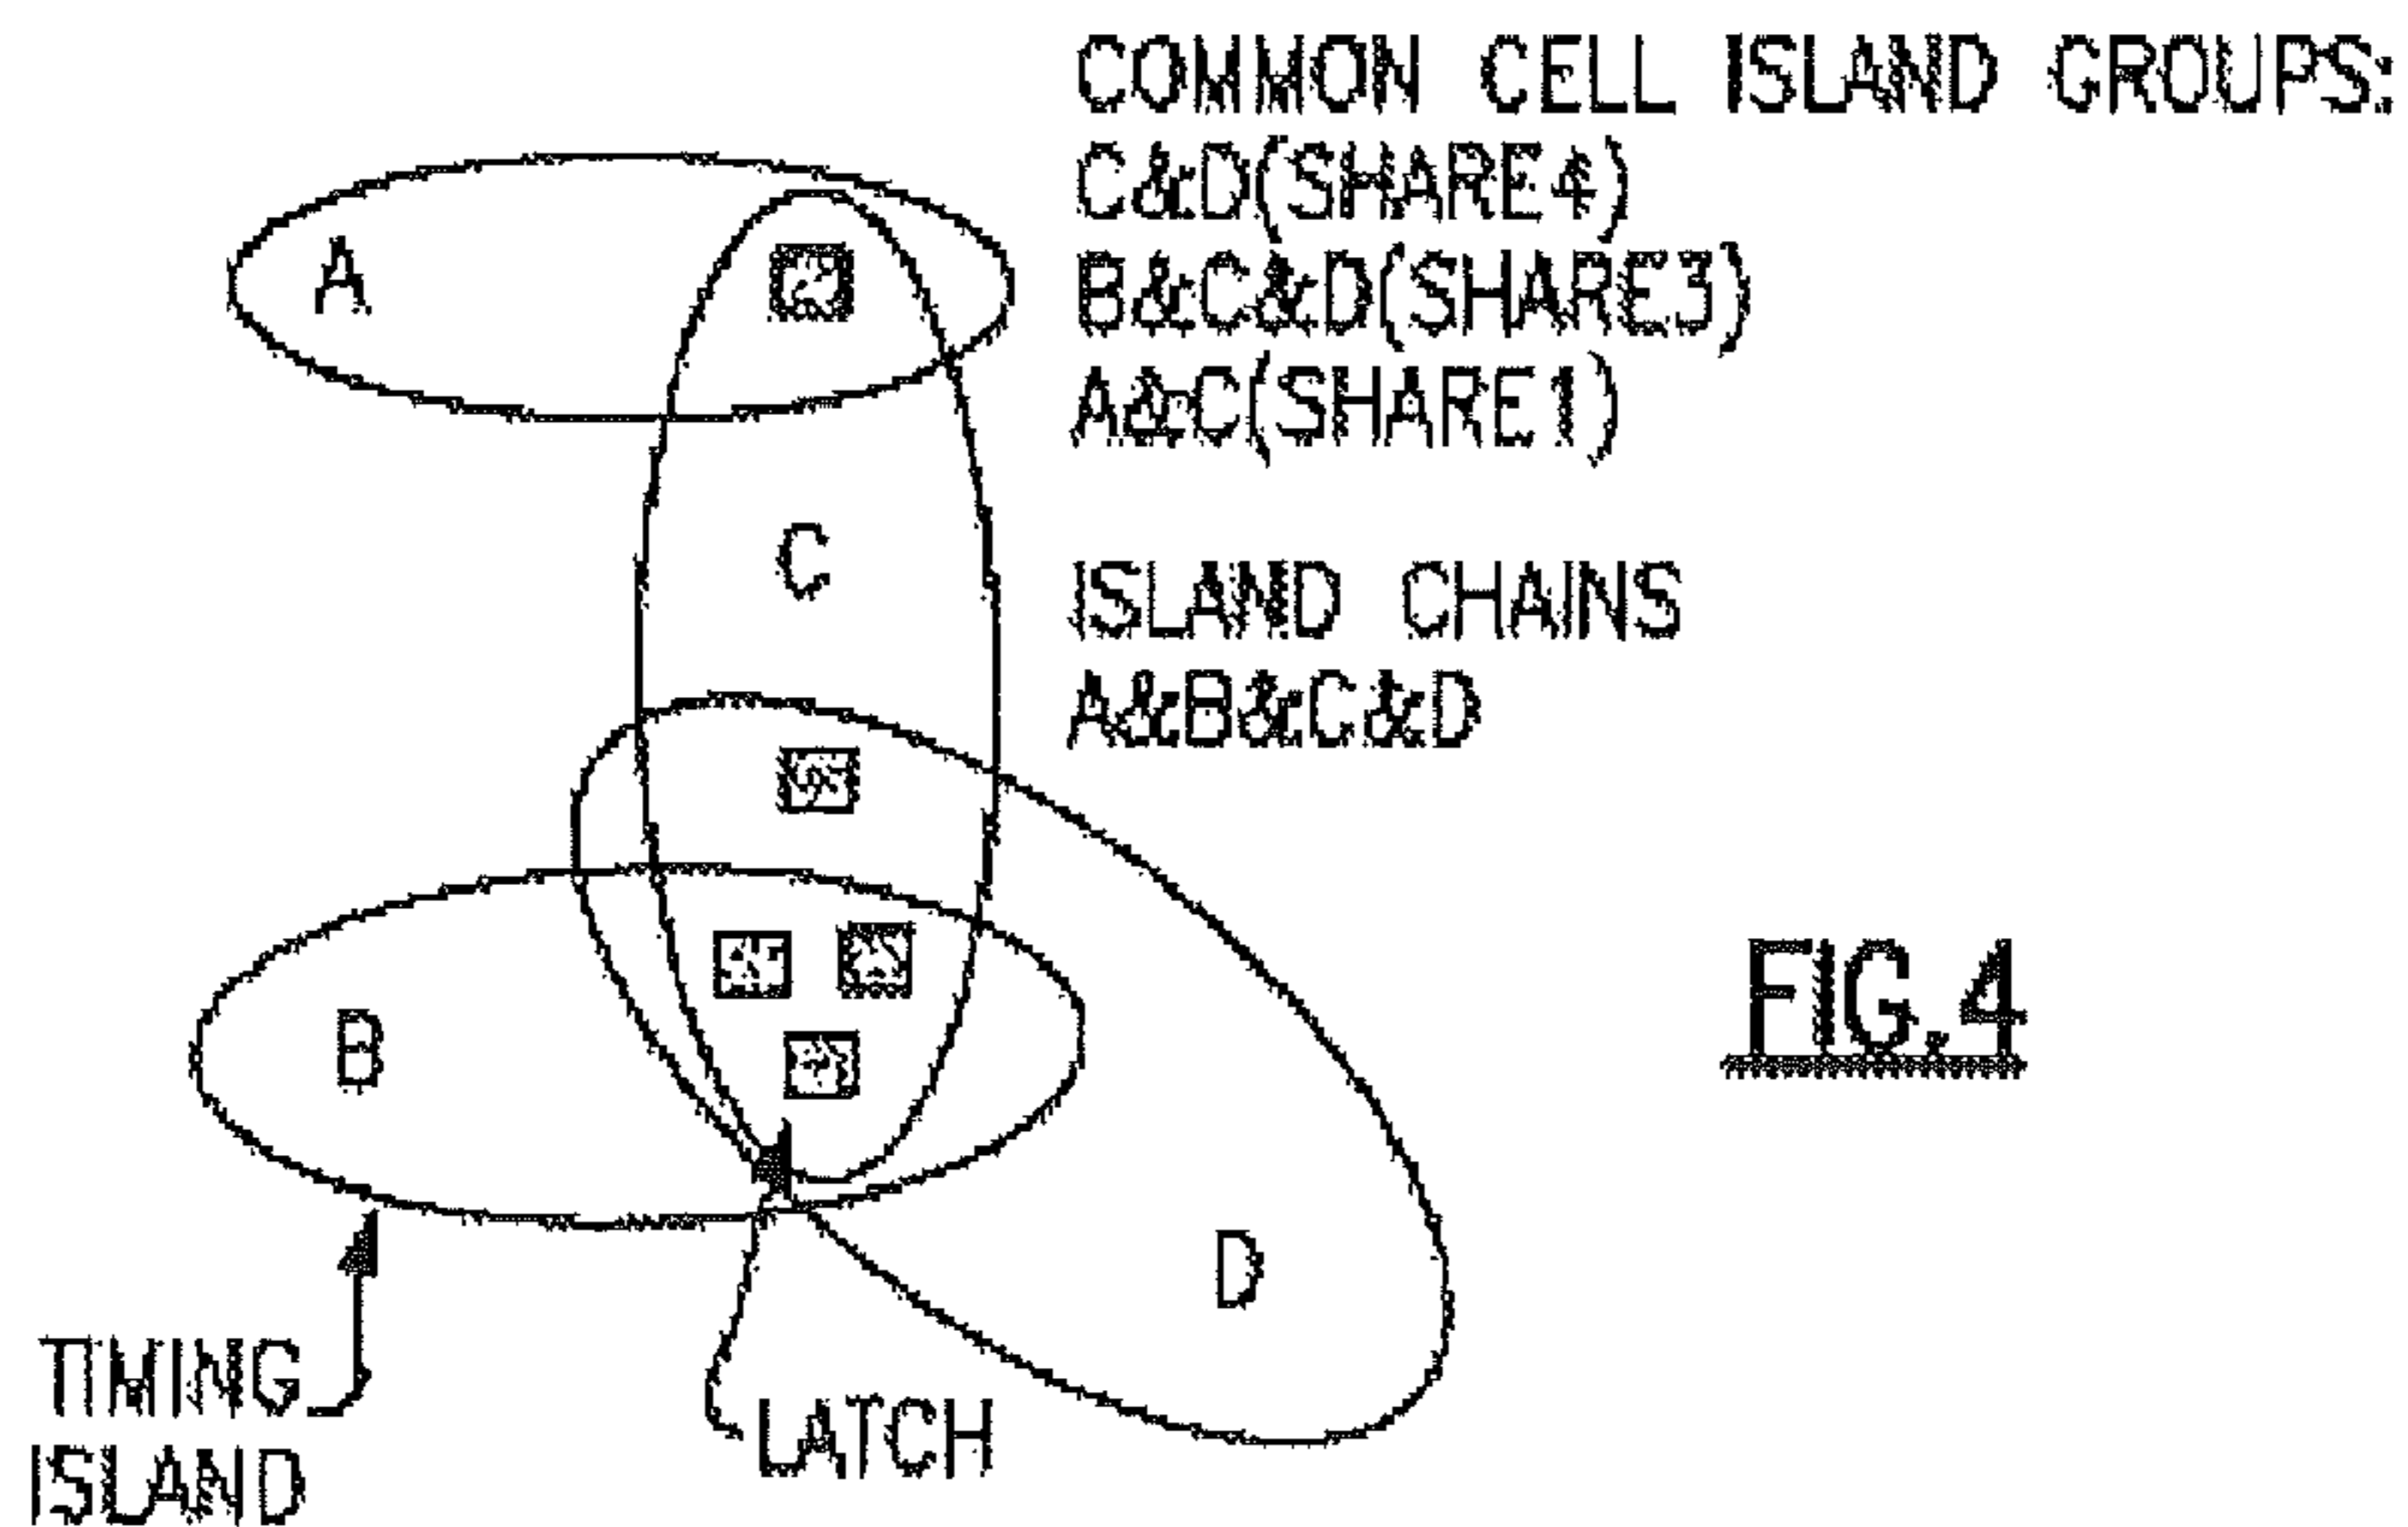 COMMON CELL ISLAND GROUPS:
C&D(SHARE4)
B&C&D(SHARE3)
A&C(SHARE1)
A
C
ISLAND CHAINS
A&B&C&D
B
FIG.4
D
TIMING
ISLAND
LATCH